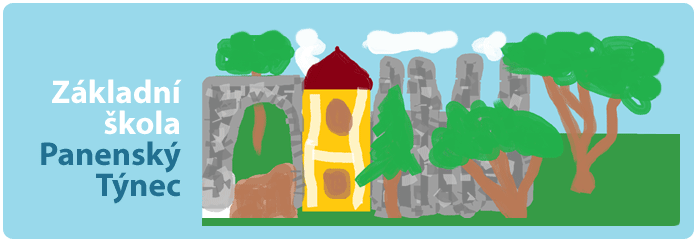 Základní
škola
Panenský
Týnec